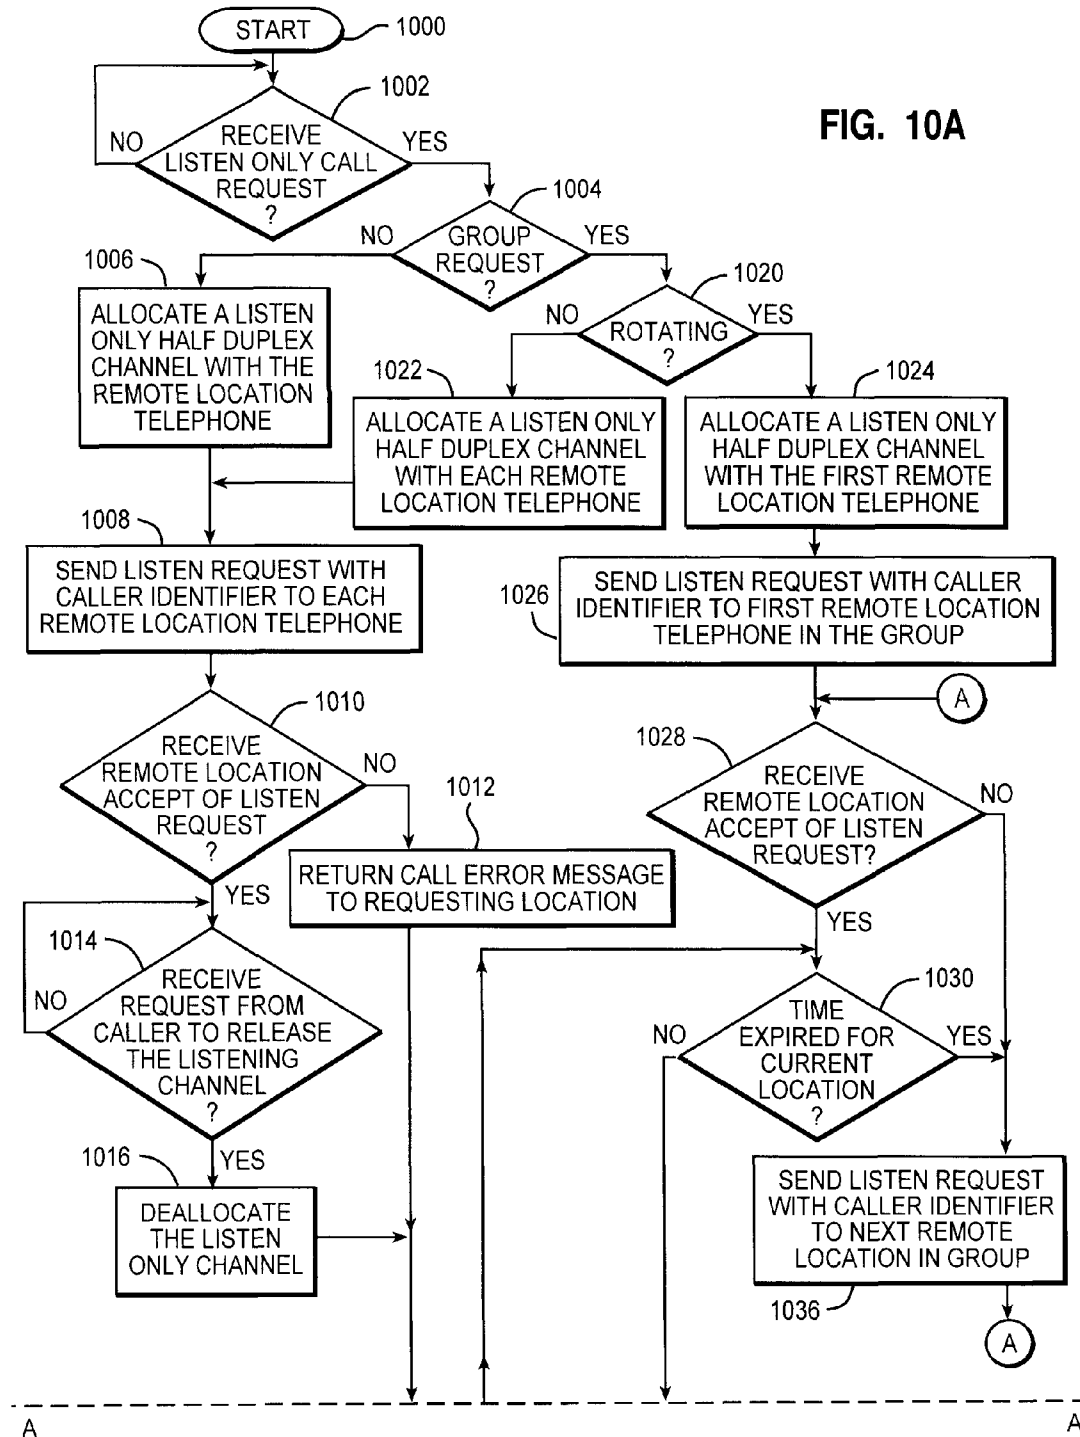 START
1000
FIG. 10A
1002
RECEIVE
LISTEN ONLY CALL
REQUEST
?
NO
YES
1004
GROUP
REQUEST
?
NO
YES
1006
ALLOCATE A LISTEN
ONLY HALF DUPLEX
CHANNEL WITH THE
REMOTE LOCATION
TELEPHONE
1020
ROTATING
?
NO
YES
1022
ALLOCATE A LISTEN ONLY
HALF DUPLEX CHANNEL
WITH EACH REMOTE
LOCATION TELEPHONE
1024
ALLOCATE A LISTEN ONLY
HALF DUPLEX CHANNEL
WITH THE FIRST REMOTE
LOCATION TELEPHONE
1008
SEND LISTEN REQUEST WITH
CALLER IDENTIFIER TO EACH
REMOTE LOCATION TELEPHONE
1026
SEND LISTEN REQUEST WITH CALLER
IDENTIFIER TO FIRST REMOTE LOCATION
TELEPHONE IN THE GROUP
A
1010
RECEIVE
REMOTE LOCATION
ACCEPT OF LISTEN
REQUEST
?
NO
YES
1012
RETURN CALL ERROR MESSAGE
TO REQUESTING LOCATION
1028
RECEIVE
REMOTE LOCATION
ACCEPT OF LISTEN
REQUEST?
NO
YES
1014
RECEIVE
REQUEST FROM
CALLER TO RELEASE
THE LISTENING
CHANNEL
?
NO
YES
1030
TIME
EXPIRED FOR
CURRENT
LOCATION
?
NO
YES
1016
DEALLOCATE
THE LISTEN
ONLY CHANNEL
SEND LISTEN REQUEST
WITH CALLER IDENTIFIER
TO NEXT REMOTE
LOCATION IN GROUP
1036
A
A
A